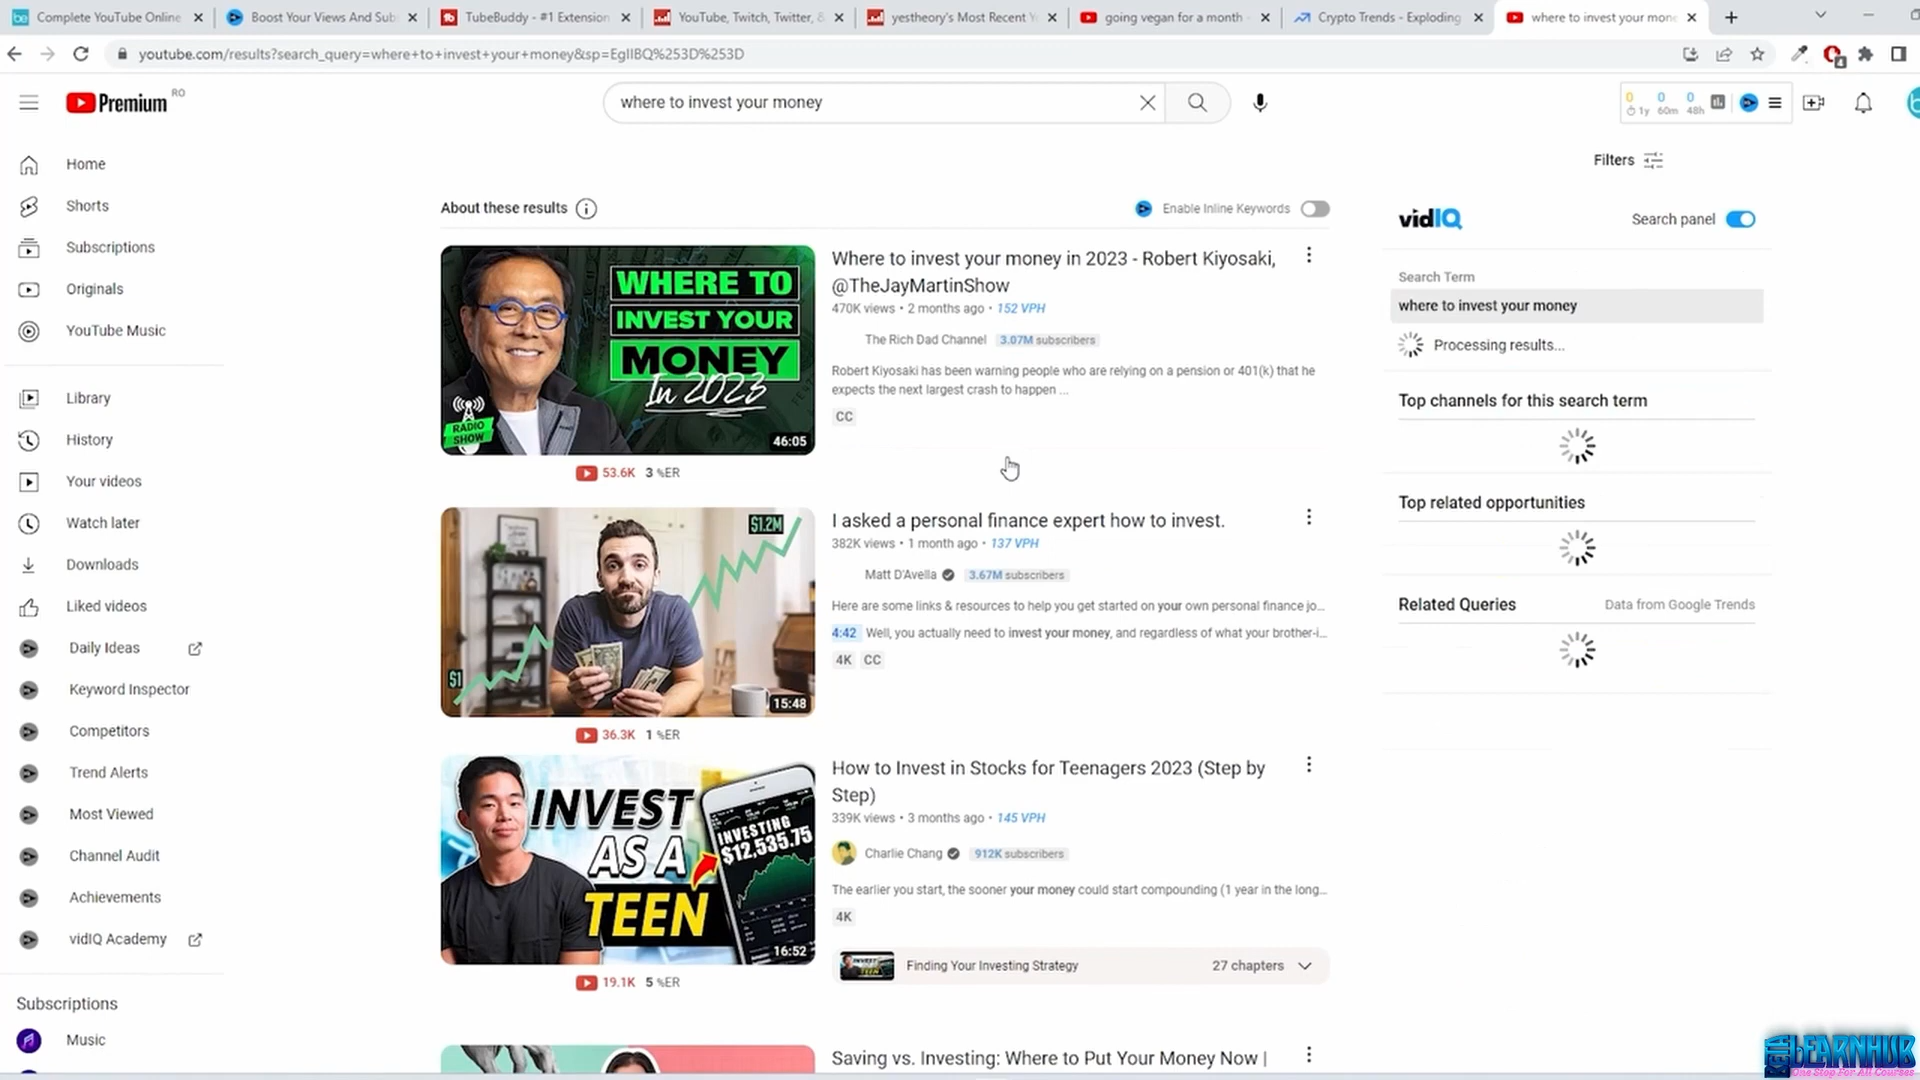 Complete YouTube Online
Boost Your Views And Sub
TubeBuddy - #1 Extension
YouTube, Twitch, Twitter, &
yestheory's Most Recent Y
going vegan for a month -
Crypto Trends - Exploding
where to invest your mone
youtube.com/results?search_query=where+to+invest+your+money&sp=EgIIBQ%253D%253D
Premium RO
where to invest your money
0 0 0
1y 60m 48h
Filters
Home
Shorts
Subscriptions
Originals
YouTube Music
Library
History
Your videos
Watch later
Downloads
Liked videos
Daily Ideas
Keyword Inspector
Competitors
Trend Alerts
Most Viewed
Channel Audit
Achievements
vidIQ Academy
Subscriptions
Music
About these results
Enable Inline Keywords
WHERE TO
INVEST YOUR
MONEY
In 2023
RADIO
SHOW
46:05
53.6K 3 %ER
Where to invest your money in 2023 - Robert Kiyosaki,
@TheJayMartinShow
470K views • 2 months ago • 152 VPH
The Rich Dad Channel 3.07M subscribers
Robert Kiyosaki has been warning people who are relying on a pension or 401(k) that he
expects the next largest crash to happen ...
CC
$1.2M
$1
15:48
36.3K 1 %ER
I asked a personal finance expert how to invest.
382K views • 1 month ago • 137 VPH
Matt D'Avella 3.67M subscribers
Here are some links & resources to help you get started on your own personal finance jo...
4:42 Well, you actually need to invest your money, and regardless of what your brother-i...
4K CC
INVEST
AS A
TEEN
INVESTING
$12,535.75
16:52
19.1K 5 %ER
How to Invest in Stocks for Teenagers 2023 (Step by
Step)
339K views • 3 months ago • 145 VPH
Charlie Chang 912K subscribers
The earlier you start, the sooner your money could start compounding (1 year in the long...
4K
Finding Your Investing Strategy 27 chapters
Saving vs. Investing: Where to Put Your Money Now |
vidIQ
Search panel
Search Term
where to invest your money
Processing results...
Top channels for this search term
Top related opportunities
Related Queries
Data from Google Trends
LEARNHUB
One Stop For All Courses